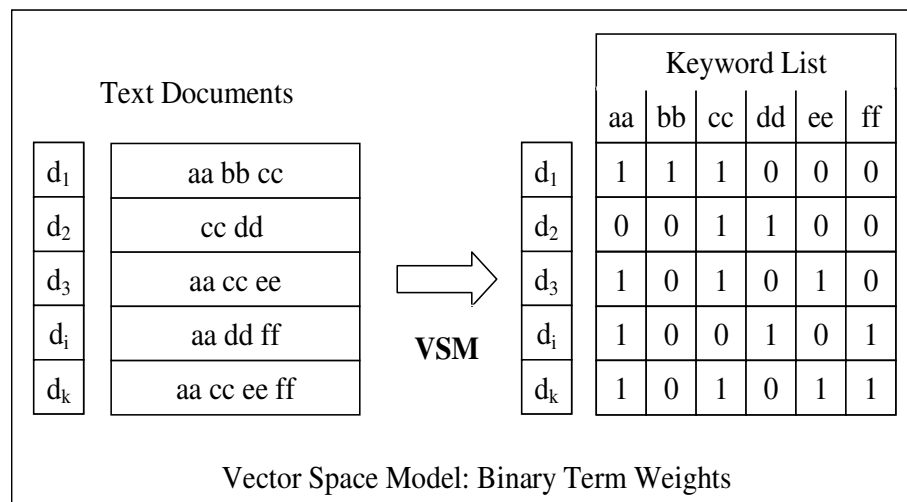 Keyword List
Text Documents
aa bb cc dd ee ff
d1 aa bb cc d1 1 1 1 0 0 0
d2 cc dd d2 0 0 1 1 0 0
d3 aa cc ee d3 1 0 1 0 1 0
di aa dd ff di 1 0 0 1 0 1
VSM
dk aa cc ee ff dk 1 0 1 0 1 1
Vector Space Model: Binary Term Weights